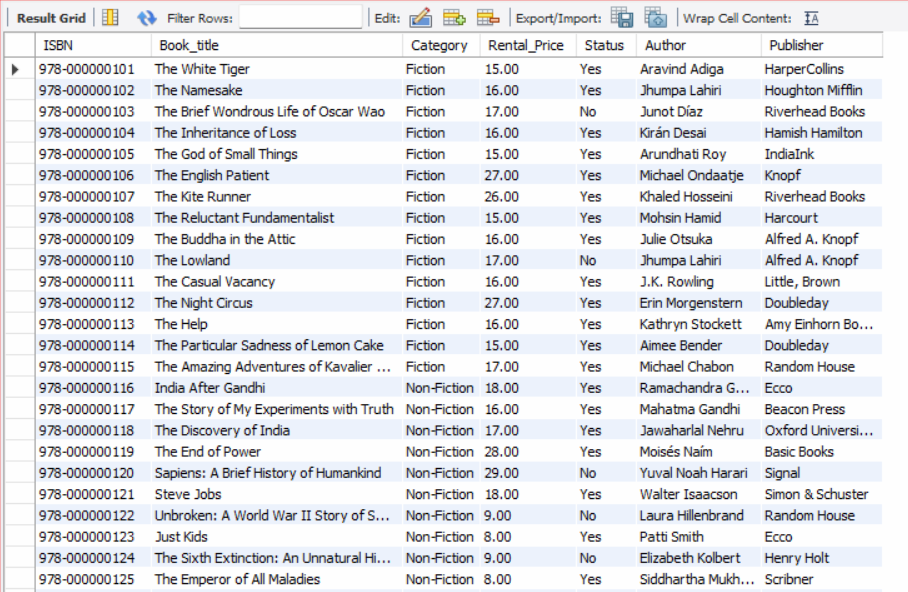 Result Grid Filter Rows: Edit: Export/Import: Wrap Cell Content:
ISBN Book_title Category Rental_Price Status Author Publisher
978-000000101 The White Tiger Fiction 15.00 Yes Aravind Adiga HarperCollins
978-000000102 The Namesake Fiction 16.00 Yes Jhumpa Lahiri Houghton Mifflin
978-000000103 The Brief Wondrous Life of Oscar Wao Fiction 17.00 No Junot Díaz Riverhead Books
978-000000104 The Inheritance of Loss Fiction 16.00 Yes Kirán Desai Hamish Hamilton
978-000000105 The God of Small Things Fiction 15.00 Yes Arundhati Roy IndiaInk
978-000000106 The English Patient Fiction 27.00 Yes Michael Ondaatje Knopf
978-000000107 The Kite Runner Fiction 26.00 Yes Khaled Hosseini Riverhead Books
978-000000108 The Reluctant Fundamentalist Fiction 15.00 Yes Mohsin Hamid Harcourt
978-000000109 The Buddha in the Attic Fiction 16.00 Yes Julie Otsuka Alfred A. Knopf
978-000000110 The Lowland Fiction 17.00 No Jhumpa Lahiri Alfred A. Knopf
978-000000111 The Casual Vacancy Fiction 16.00 Yes J.K. Rowling Little, Brown
978-000000112 The Night Circus Fiction 27.00 Yes Erin Morgenstern Doubleday
978-000000113 The Help Fiction 16.00 Yes Kathryn Stockett Amy Einhorn Bo...
978-000000114 The Particular Sadness of Lemon Cake Fiction 15.00 Yes Aimee Bender Doubleday
978-000000115 The Amazing Adventures of Kavalier ... Fiction 17.00 Yes Michael Chabon Random House
978-000000116 India After Gandhi Non-Fiction 18.00 Yes Ramachandra G... Ecco
978-000000117 The Story of My Experiments with Truth Non-Fiction 16.00 Yes Mahatma Gandhi Beacon Press
978-000000118 The Discovery of India Non-Fiction 17.00 Yes Jawaharlal Nehru Oxford Universi...
978-000000119 The End of Power Non-Fiction 28.00 Yes Moisés Naím Basic Books
978-000000120 Sapiens: A Brief History of Humankind Non-Fiction 29.00 No Yuval Noah Harari Signal
978-000000121 Steve Jobs Non-Fiction 18.00 Yes Walter Isaacson Simon & Schuster
978-000000122 Unbroken: A World War II Story of S... Non-Fiction 9.00 No Laura Hillenbrand Random House
978-000000123 Just Kids Non-Fiction 8.00 Yes Patti Smith Ecco
978-000000124 The Sixth Extinction: An Unnatural Hi... Non-Fiction 9.00 No Elizabeth Kolbert Henry Holt
978-000000125 The Emperor of All Maladies Non-Fiction 8.00 Yes Siddhartha Mukh... Scribner